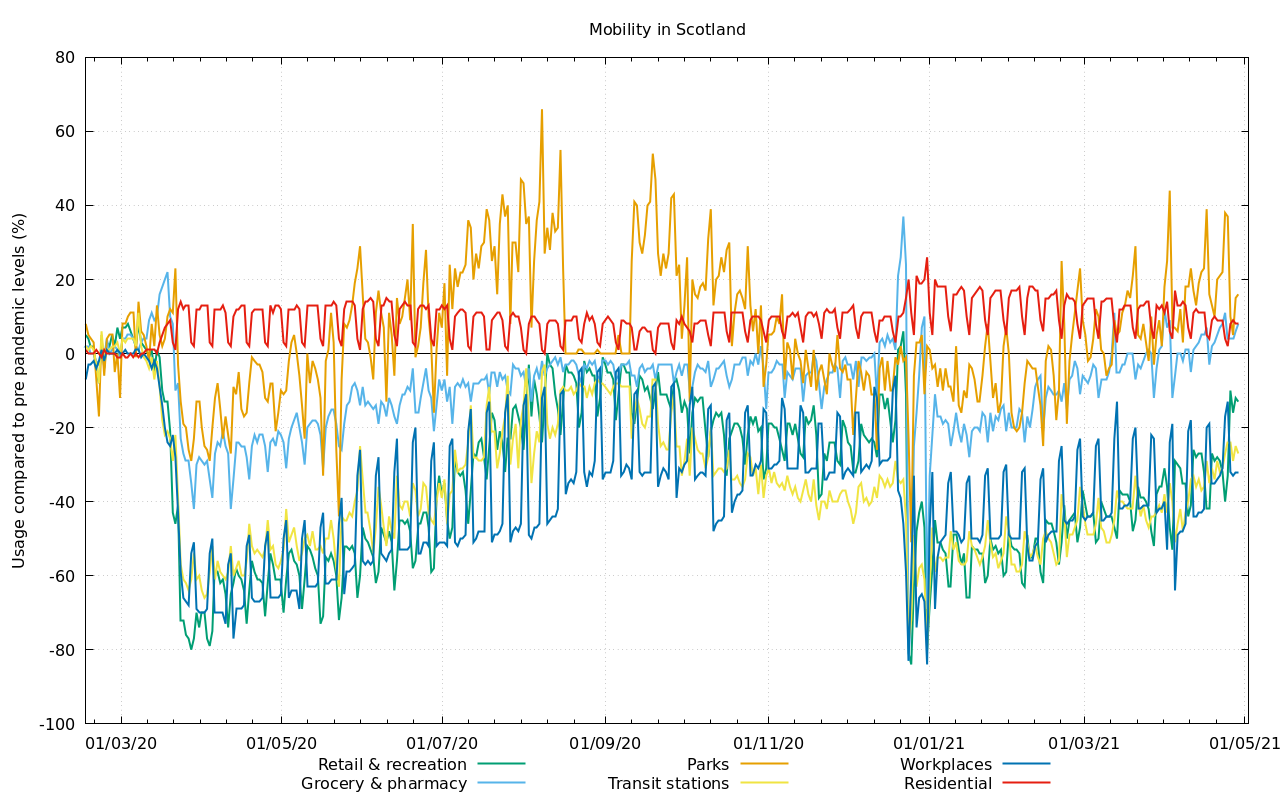 Mobility in Scotland
Usage compared to pre pandemic levels (%)
80
60
40
20
0
-20
-40
-60
-80
-100
01/03/20 01/05/20 01/07/20 01/09/20 01/11/20 01/01/21 01/03/21 01/05/21
Retail & recreation Parks Workplaces
Grocery & pharmacy Transit stations Residential